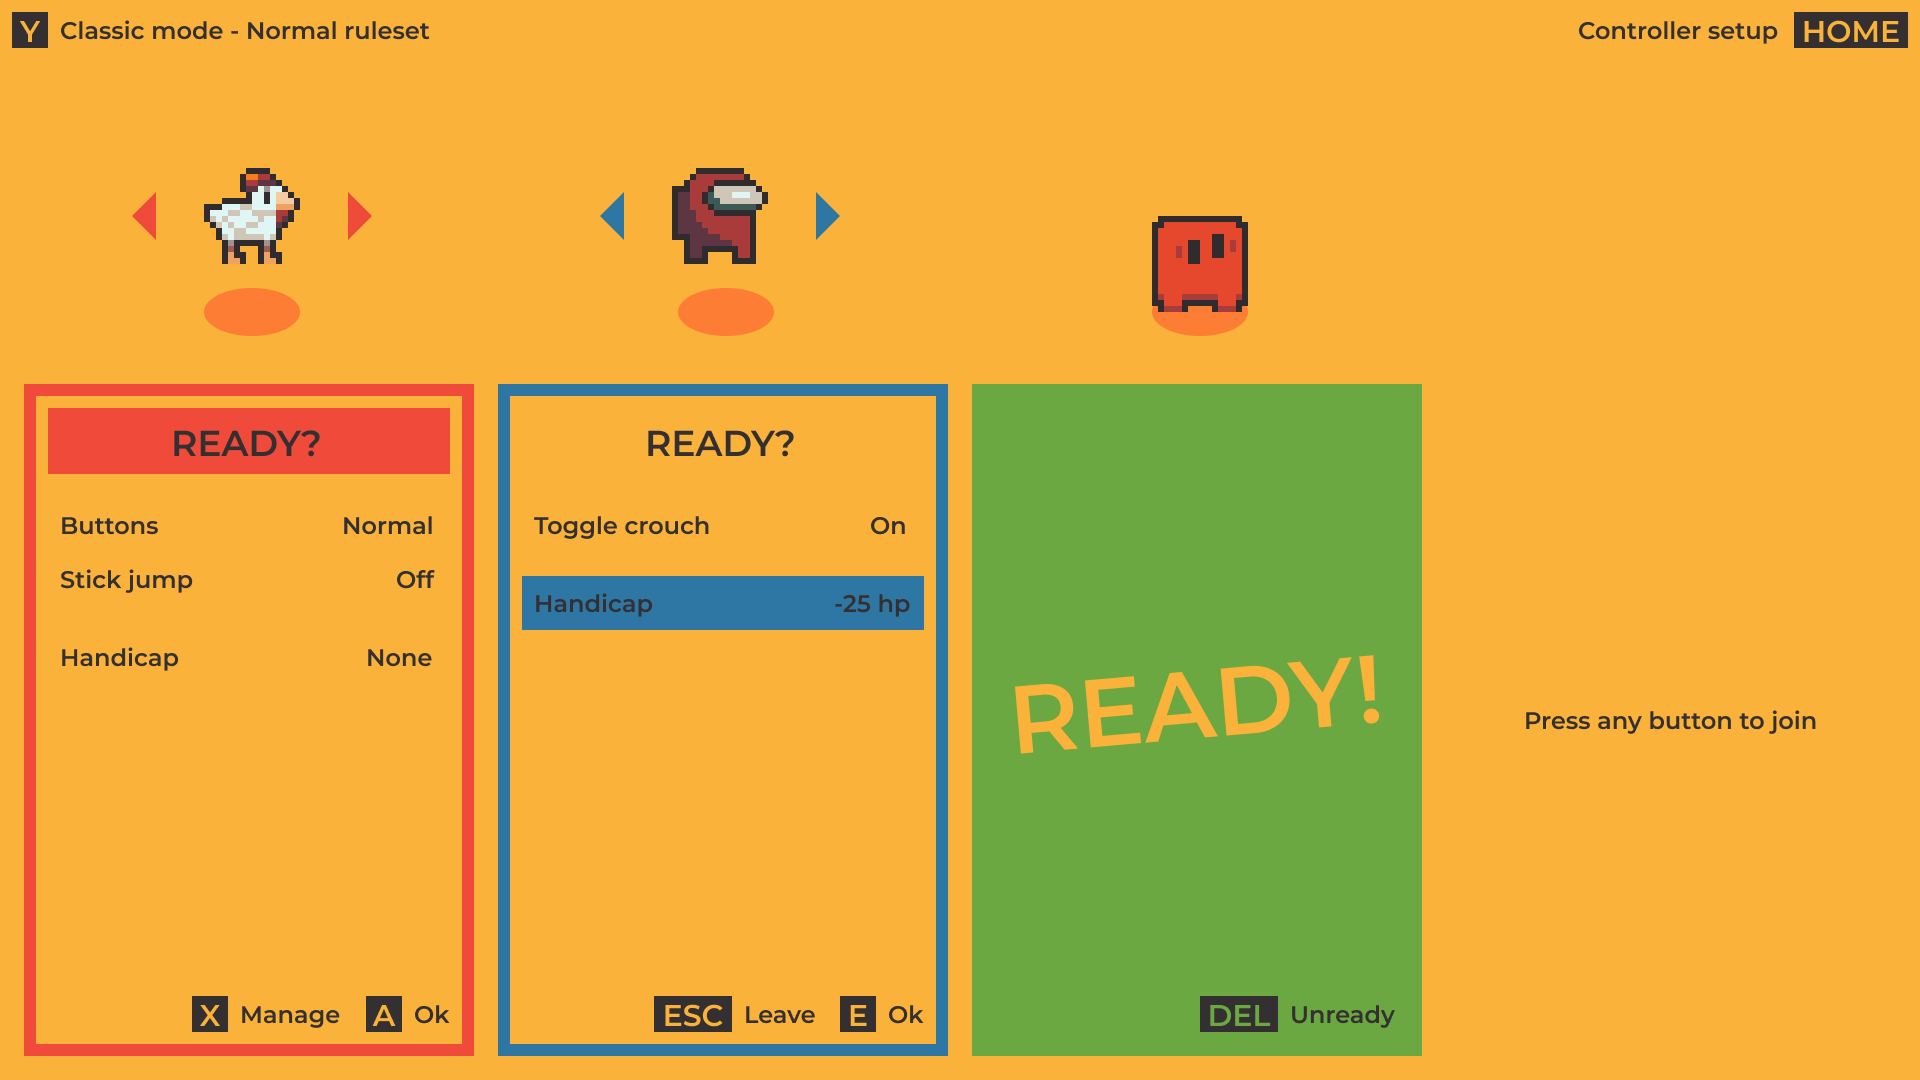 Y Classic mode - Normal ruleset
Controller setup HOME
READY?
Buttons Normal
Stick jump Off
Handicap None
X Manage A Ok
READY?
Toggle crouch On
Handicap -25 hp
ESC Leave E Ok
READY!
DEL Unready
Press any button to join